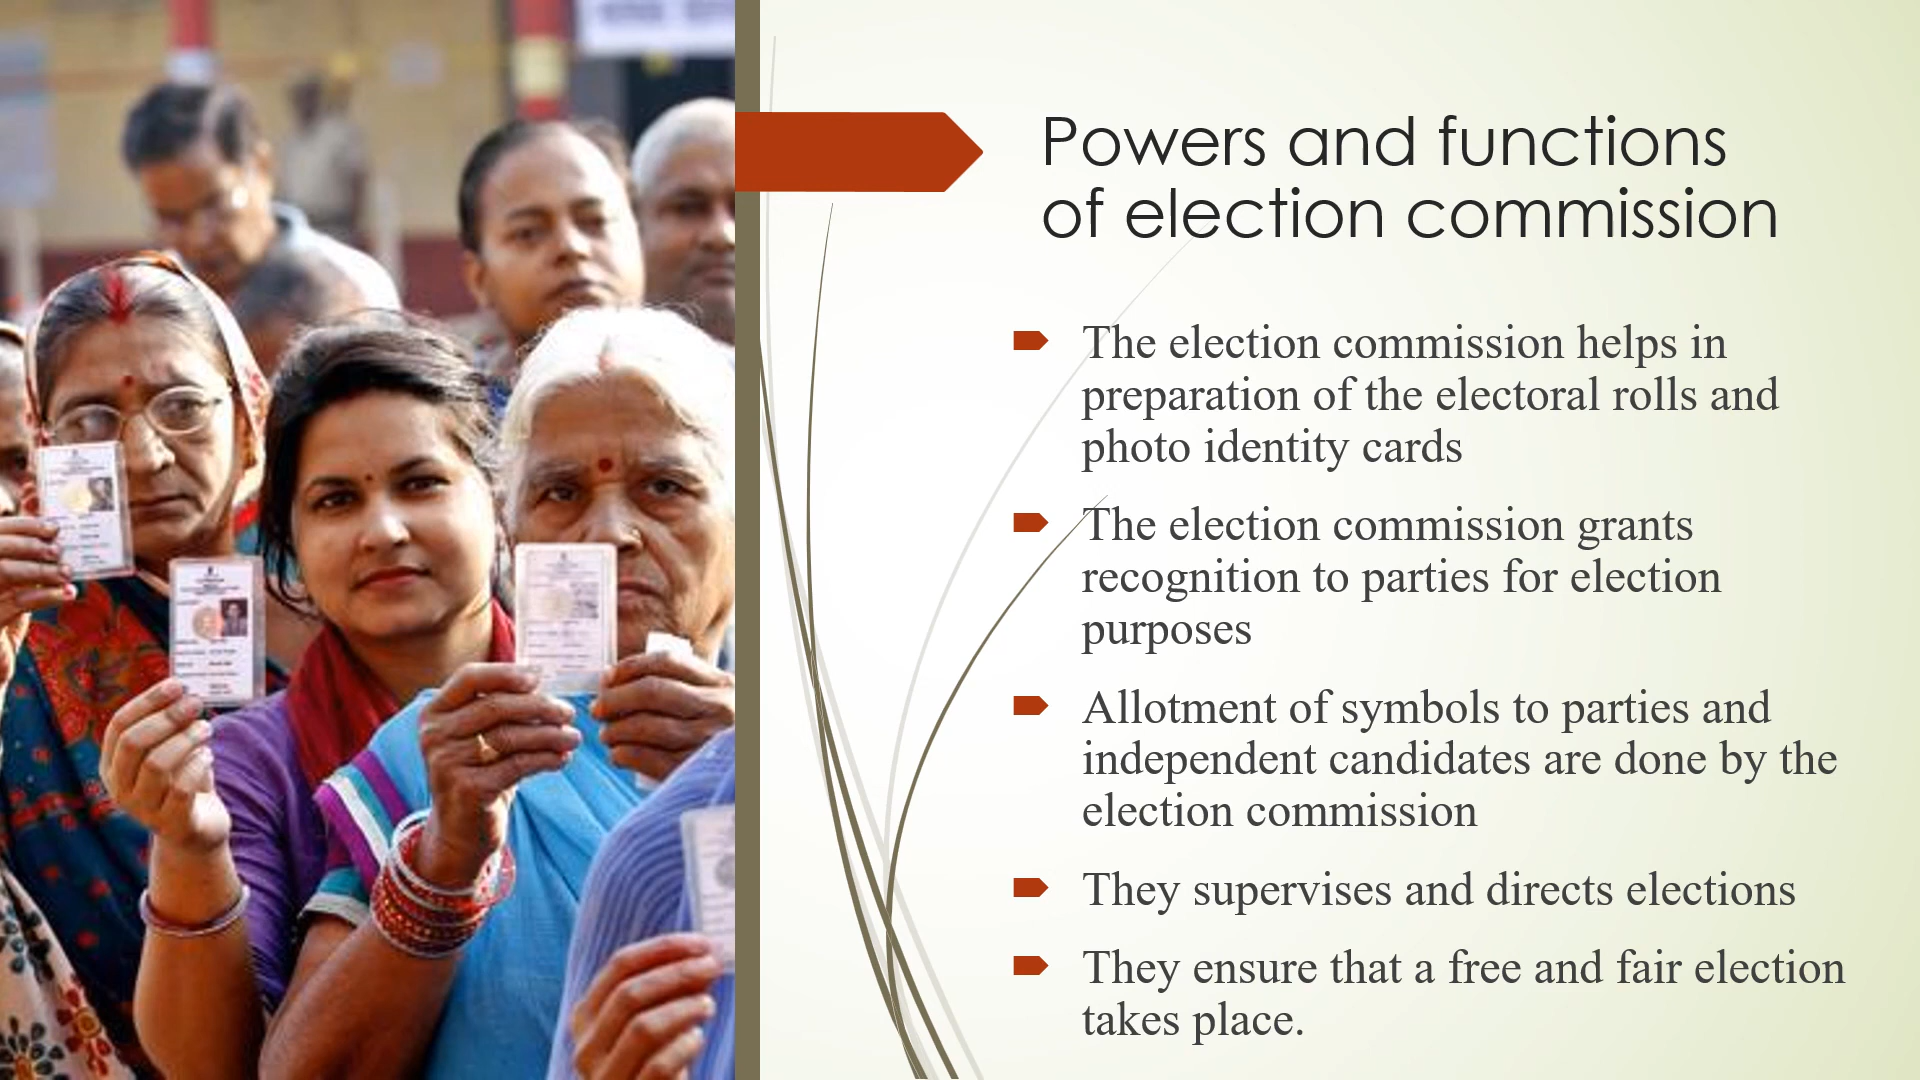 Powers and functions
of election commission
The election commission helps in
preparation of the electoral rolls and
photo identity cards
The election commission grants
recognition to parties for election
purposes
Allotment of symbols to parties and
independent candidates are done by the
election commission
They supervises and directs elections
They ensure that a free and fair election
takes place.